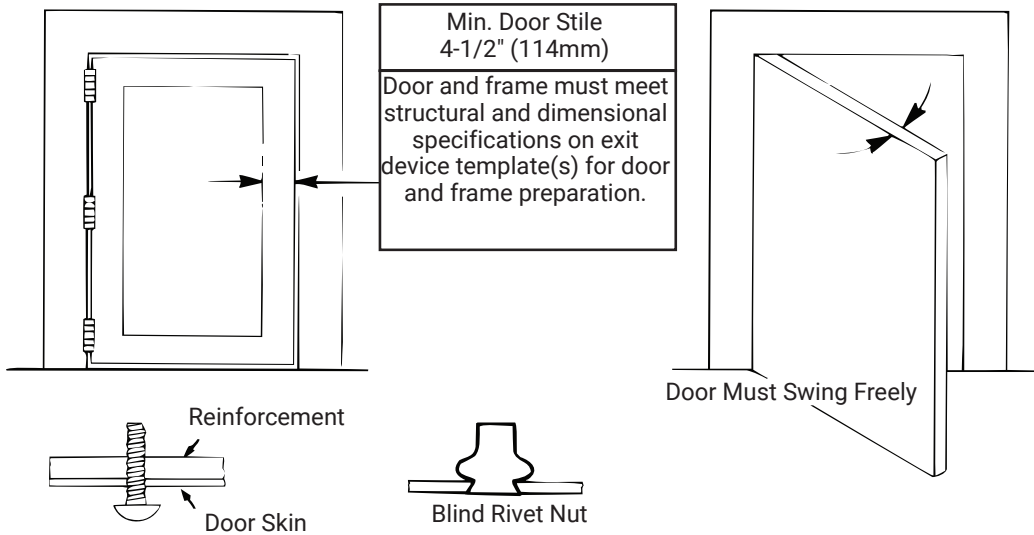 Min. Door Stile
4-1/2" (114mm)
Door and frame must meet
structural and dimensional
specifications on exit
device template(s) for door
and frame preparation.
Door Must Swing Freely
Reinforcement
Door Skin
Blind Rivet Nut